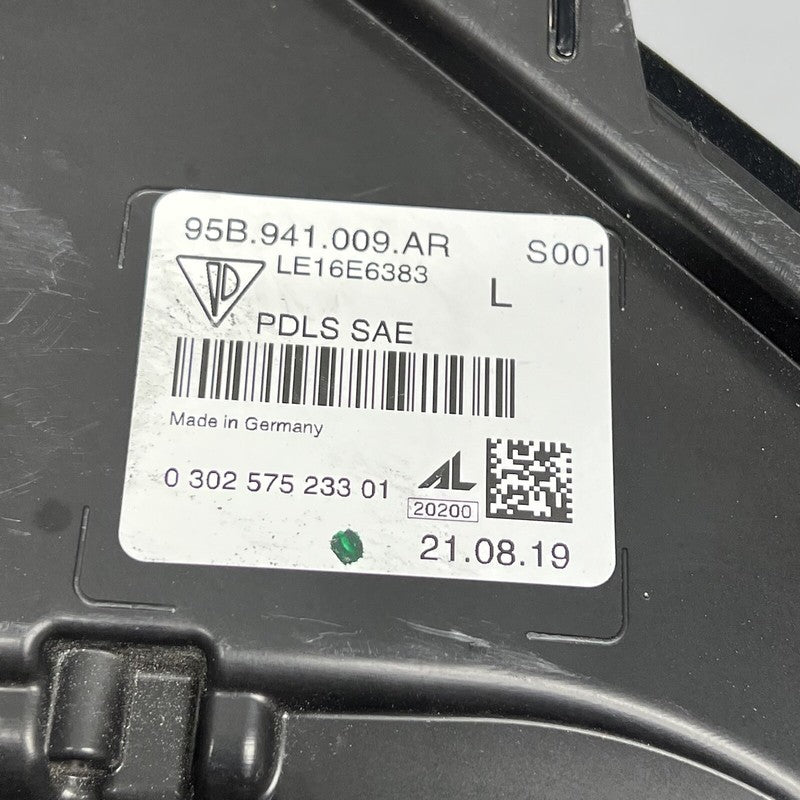 95B.941.009.AR S001
LE16E6383
L
PDLS SAE
Made in Germany
0 302 575 233 01
AL
20200
21.08.19